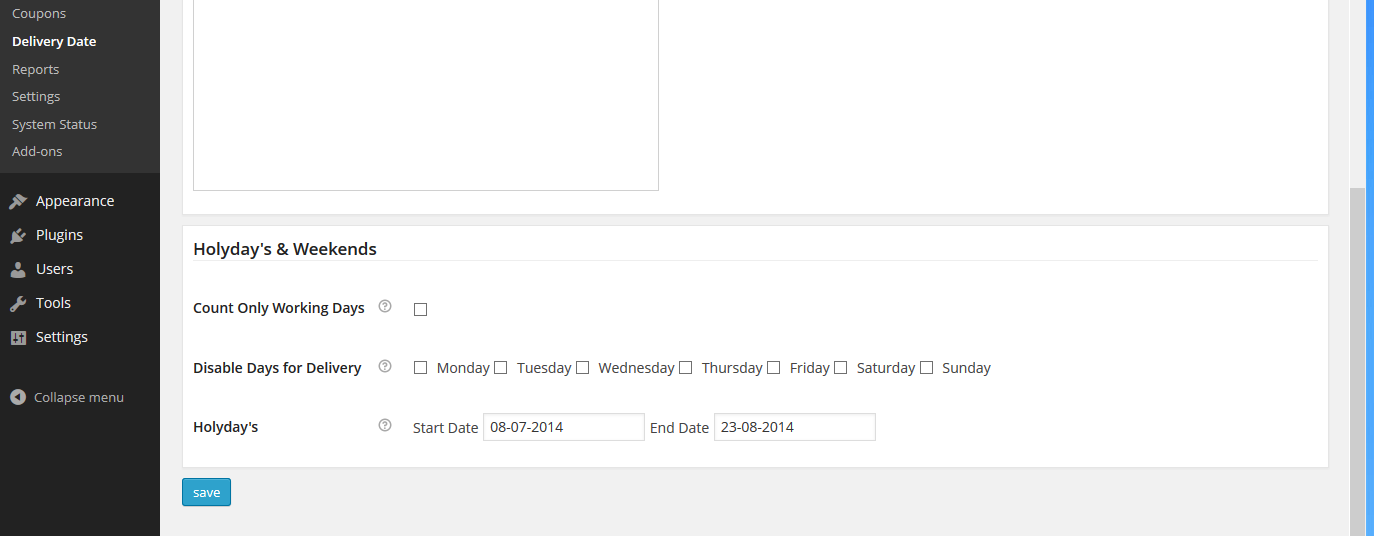 Coupons
Delivery Date
Reports
Settings
System Status
Add-ons
Appearance
Plugins
Users
Tools
Settings
Collapse menu
Holyday's & Weekends
Count Only Working Days
Disable Days for Delivery Monday Tuesday Wednesday Thursday Friday Saturday Sunday
Holyday's Start Date 08-07-2014 End Date 23-08-2014
save